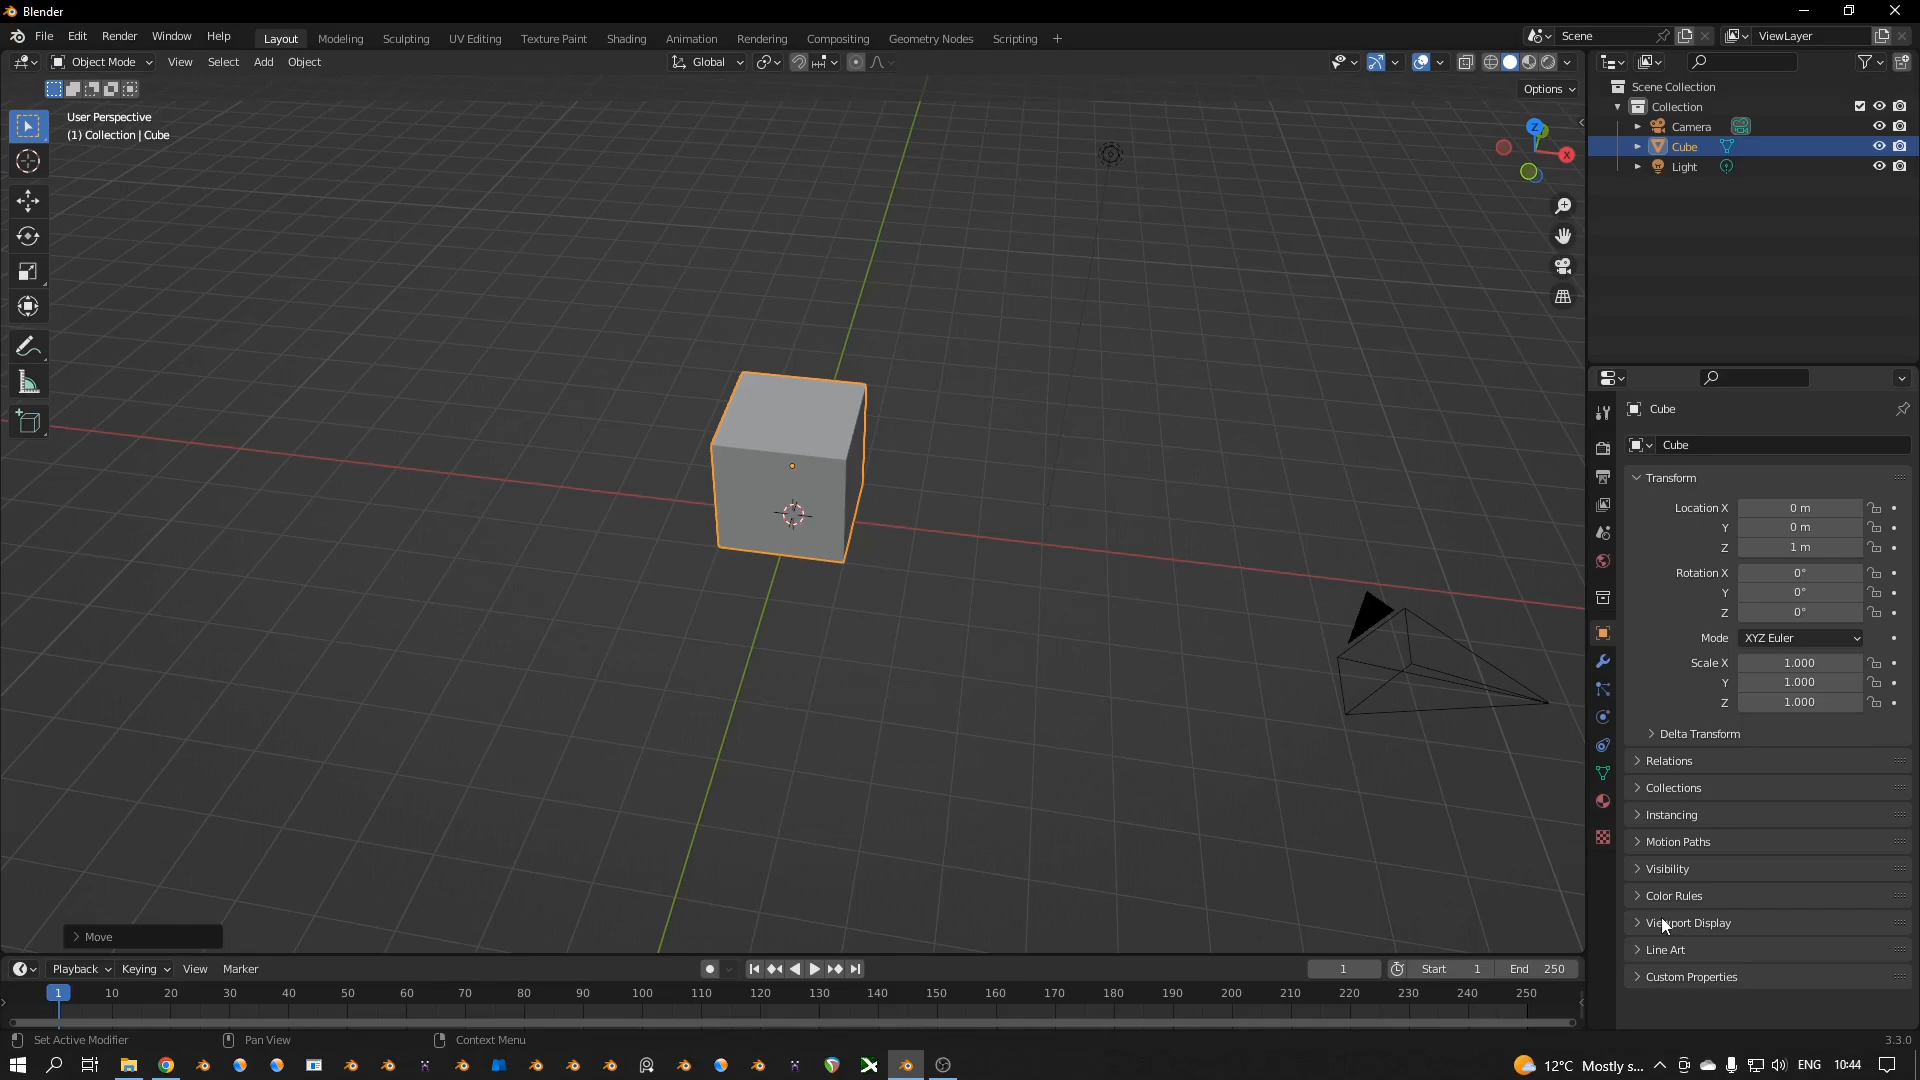 Blender
File Edit Render Window Help Layout Modeling Sculpting UV Editing Texture Paint Shading Animation Rendering Compositing Geometry Nodes Scripting + Scene ViewLayer
Object Mode View Select Add Object Global
Options
User Perspective
(1) Collection | Cube
Z
X
Scene Collection
Collection
Camera
Cube
Light
Cube
Cube
Transform
Location X 0 m
Y 0 m
Z 1 m
Rotation X 0°
Y 0°
Z 0°
Mode XYZ Euler
Scale X 1.000
Y 1.000
Z 1.000
Delta Transform
Relations
Collections
Instancing
Motion Paths
Visibility
Color Rules
Viewport Display
Line Art
Custom Properties
Move
Playback Keying View Marker 1 Start 1 End 250
1 10 20 30 40 50 60 70 80 90 100 110 120 130 140 150 160 170 180 190 200 210 220 230 240 250
Set Active Modifier Pan View Context Menu 3.3.0
12°C Mostly s... ENG 10:44